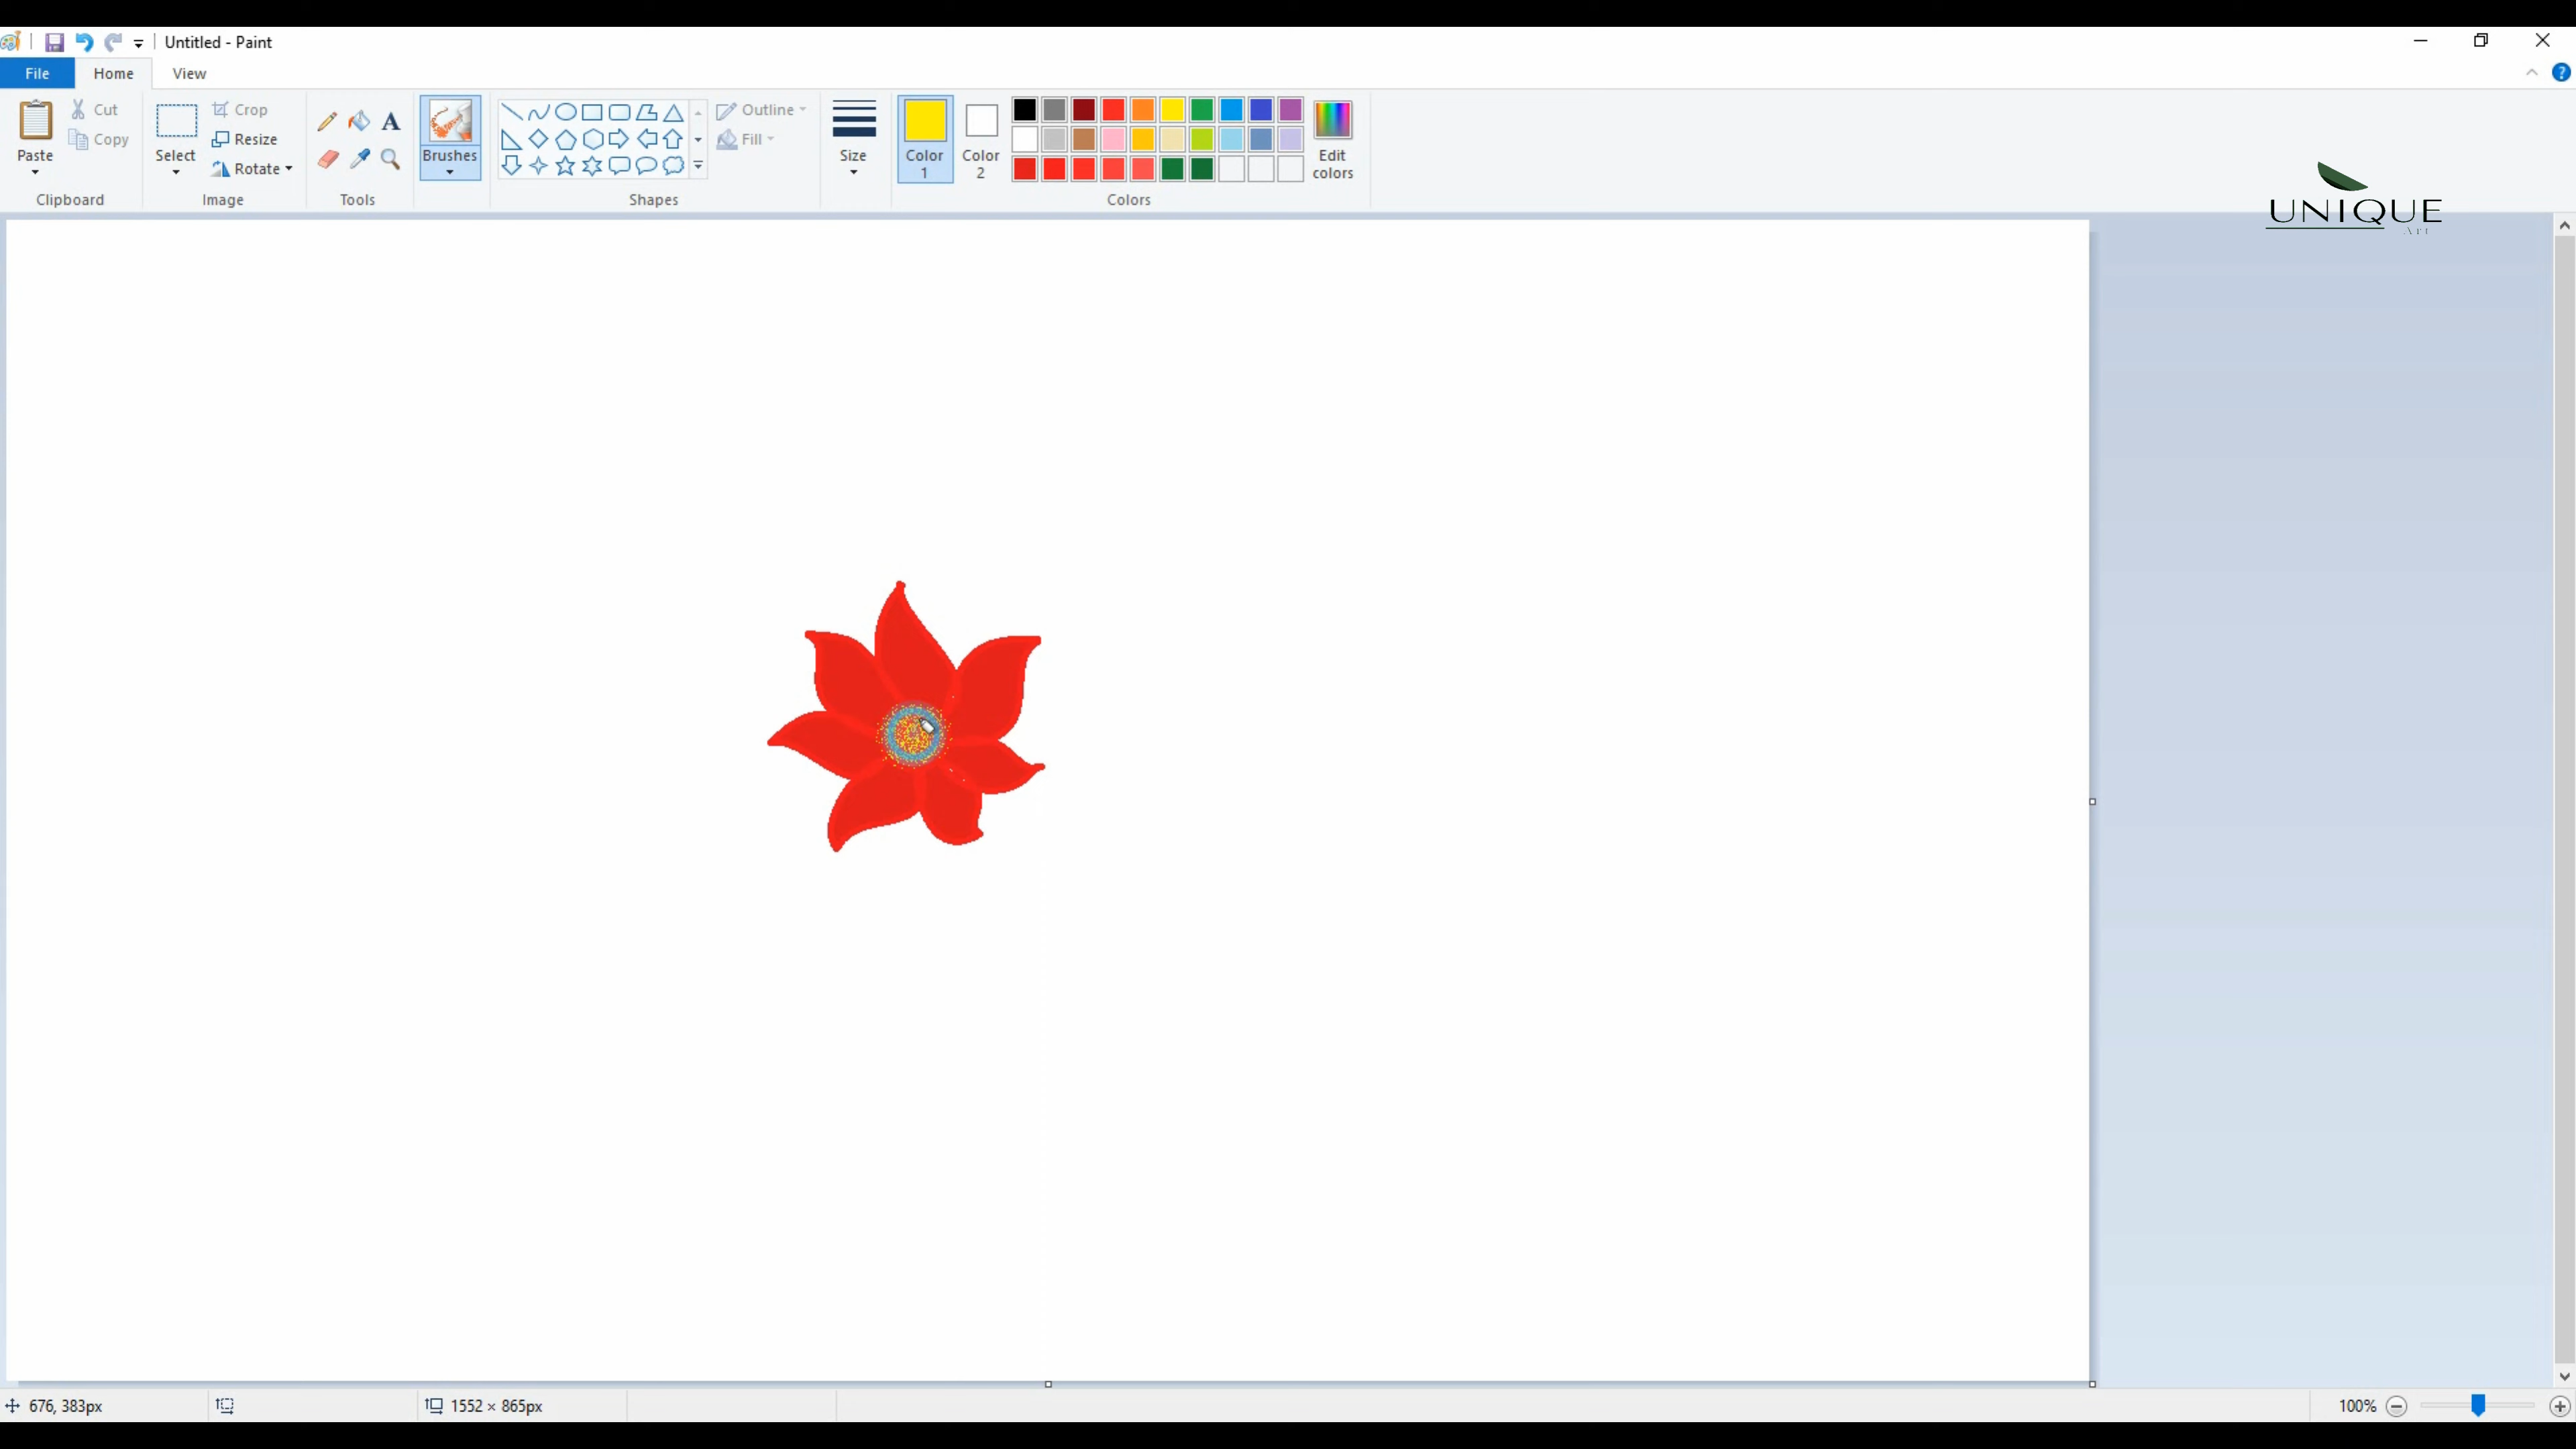 Untitled - Paint
File Home View
Paste Cut Copy Clipboard
Select Crop Resize Rotate Image
A Tools
Brushes
Outline Fill Shapes
Size
Color 1
Color 2
Edit colors
Colors
UNIQUE
Art
676, 383px 1552 × 865px 100%